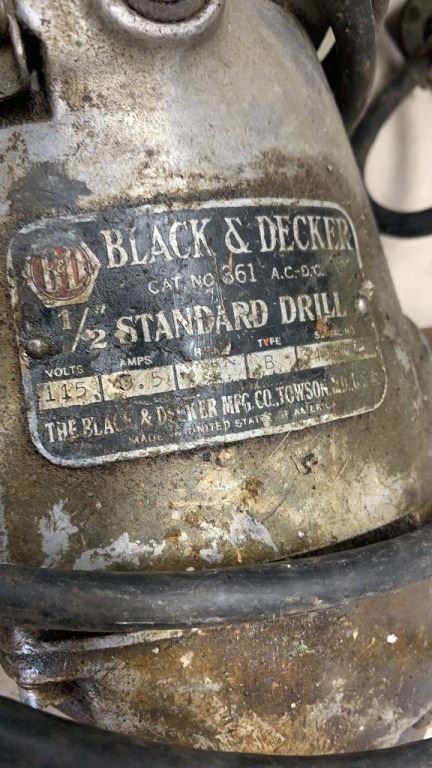 B&D BLACK & DECKER
CAT. NO. 361 A.C.-D.C.
1/2" STANDARD DRILL
VOLTS AMPS TYPE
115 B
THE BLACK & DECKER MFG. CO., TOWSON, MD.
MADE IN UNITED STATES OF AMERICA